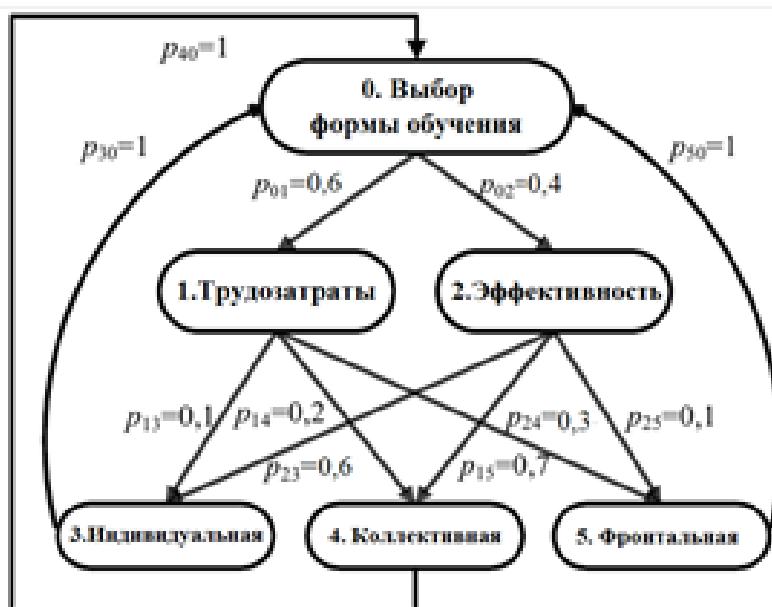 p₄₀=1
0. Выбор
формы обучения
p₃₀=1
p₅₀=1
p₀₁=0,6
p₀₂=0,4
1.Трудозатраты
2.Эффективность
p₁₃=0,1
p₁₄=0,2
p₂₄=0,3
p₂₅=0,1
p₂₃=0,6
p₁₅=0,7
3.Индивидуальная
4. Коллективная
5. Фронтальная